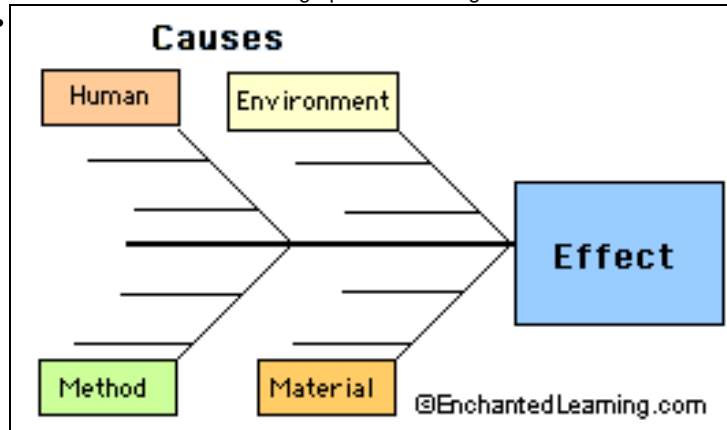 Causes
Human
Environment
Effect
Method
Material
©EnchantedLearning.com